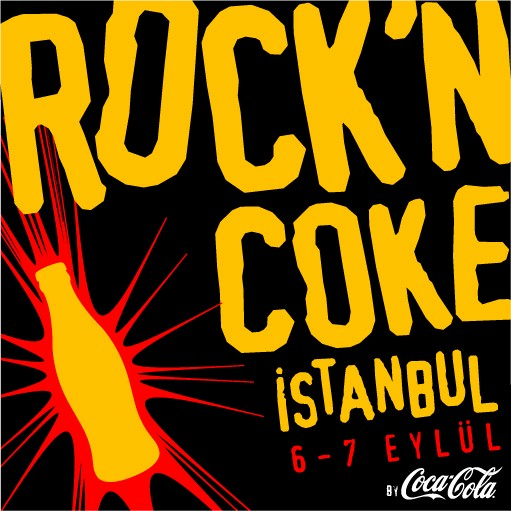 ROCK'N
COKE
İSTANBUL
6-7 EYLÜL
BY Coca-Cola